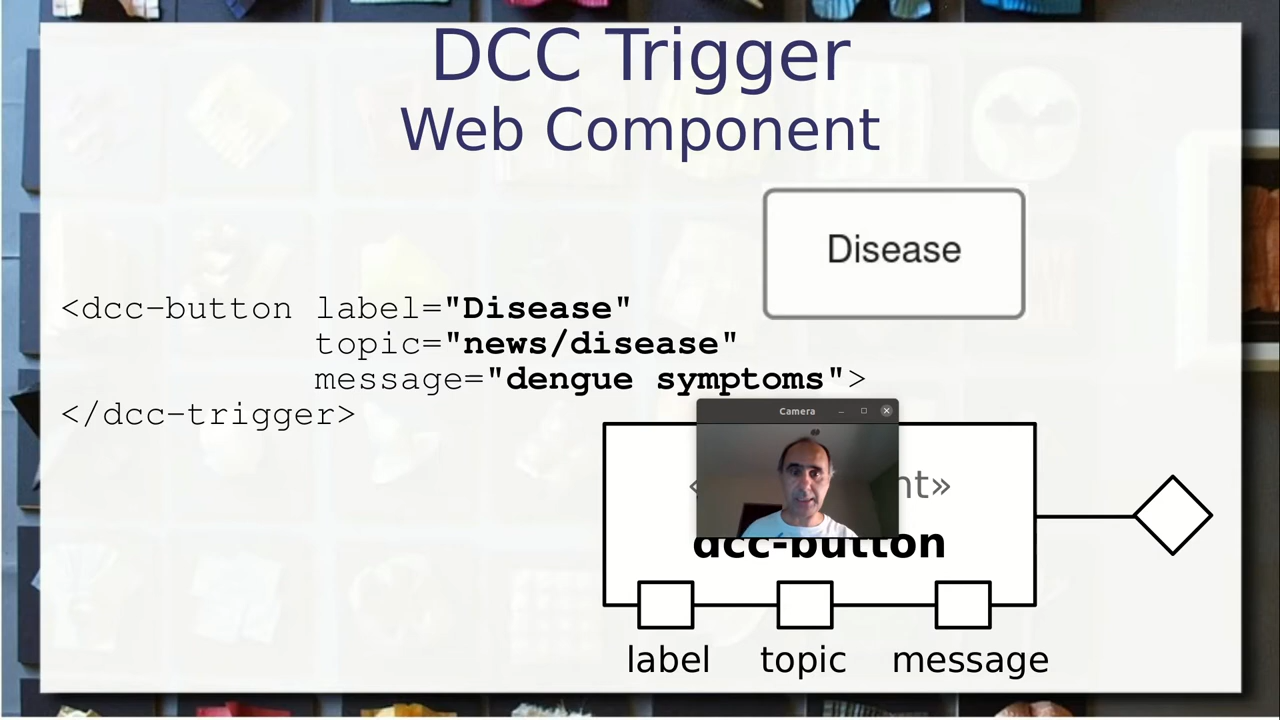 DCC Trigger
Web Component
Disease
<dcc-button label="Disease"
topic="news/disease"
message="dengue symptoms">
</dcc-trigger>
Camera
«
nt»
dcc-button
label topic message